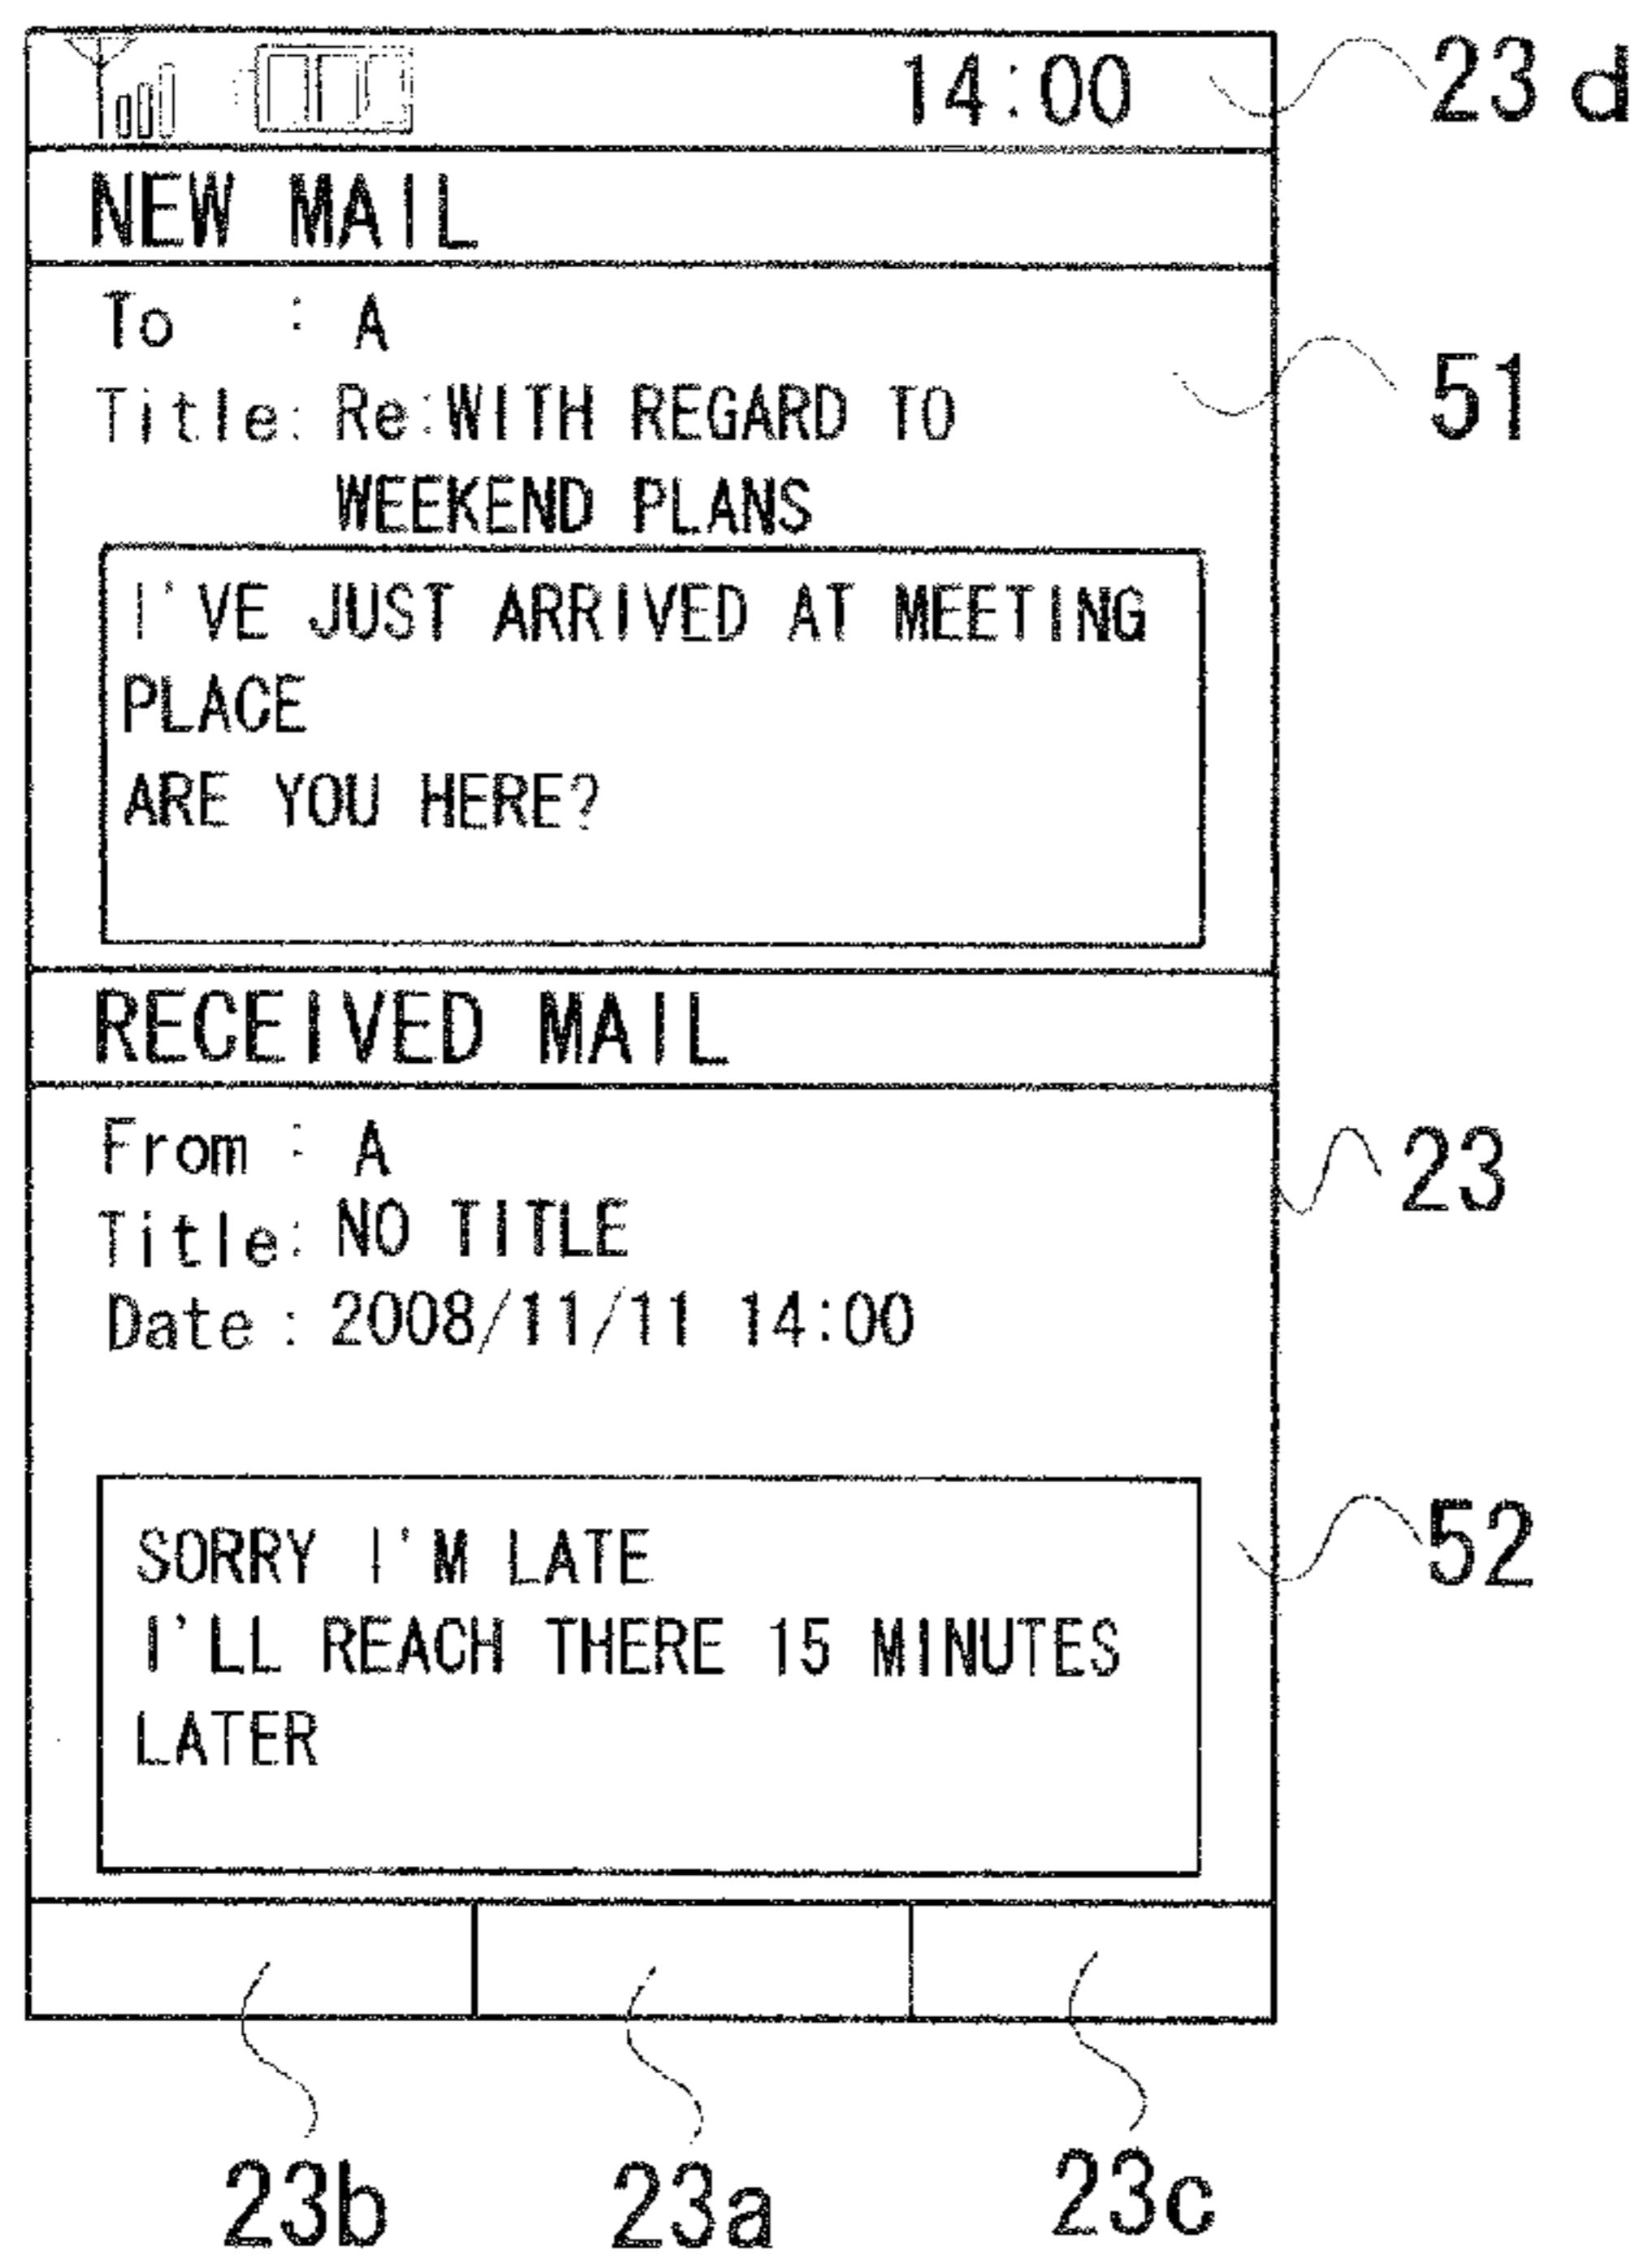 14:00 23d
NEW MAIL
To : A
Title: Re:WITH REGARD TO 51
WEEKEND PLANS
I'VE JUST ARRIVED AT MEETING
PLACE
ARE YOU HERE?
RECEIVED MAIL
From : A 23
Title: NO TITLE
Date : 2008/11/11 14:00
SORRY I'M LATE 52
I'LL REACH THERE 15 MINUTES
LATER
23b 23a 23c